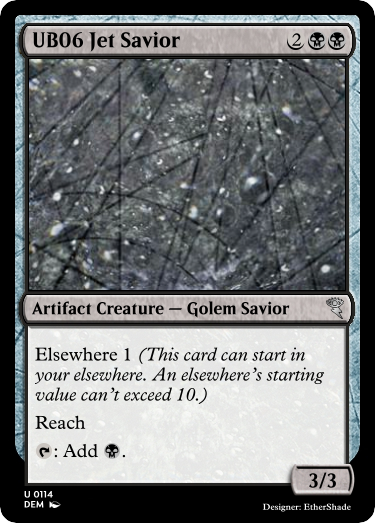 UB06 Jet Savior 2
Artifact Creature — Golem Savior
Elsewhere 1 (This card can start in
your elsewhere. An elsewhere's starting
value can't exceed 10.)
Reach
: Add .
3/3
U 0114
DEM
Designer: EtherShade